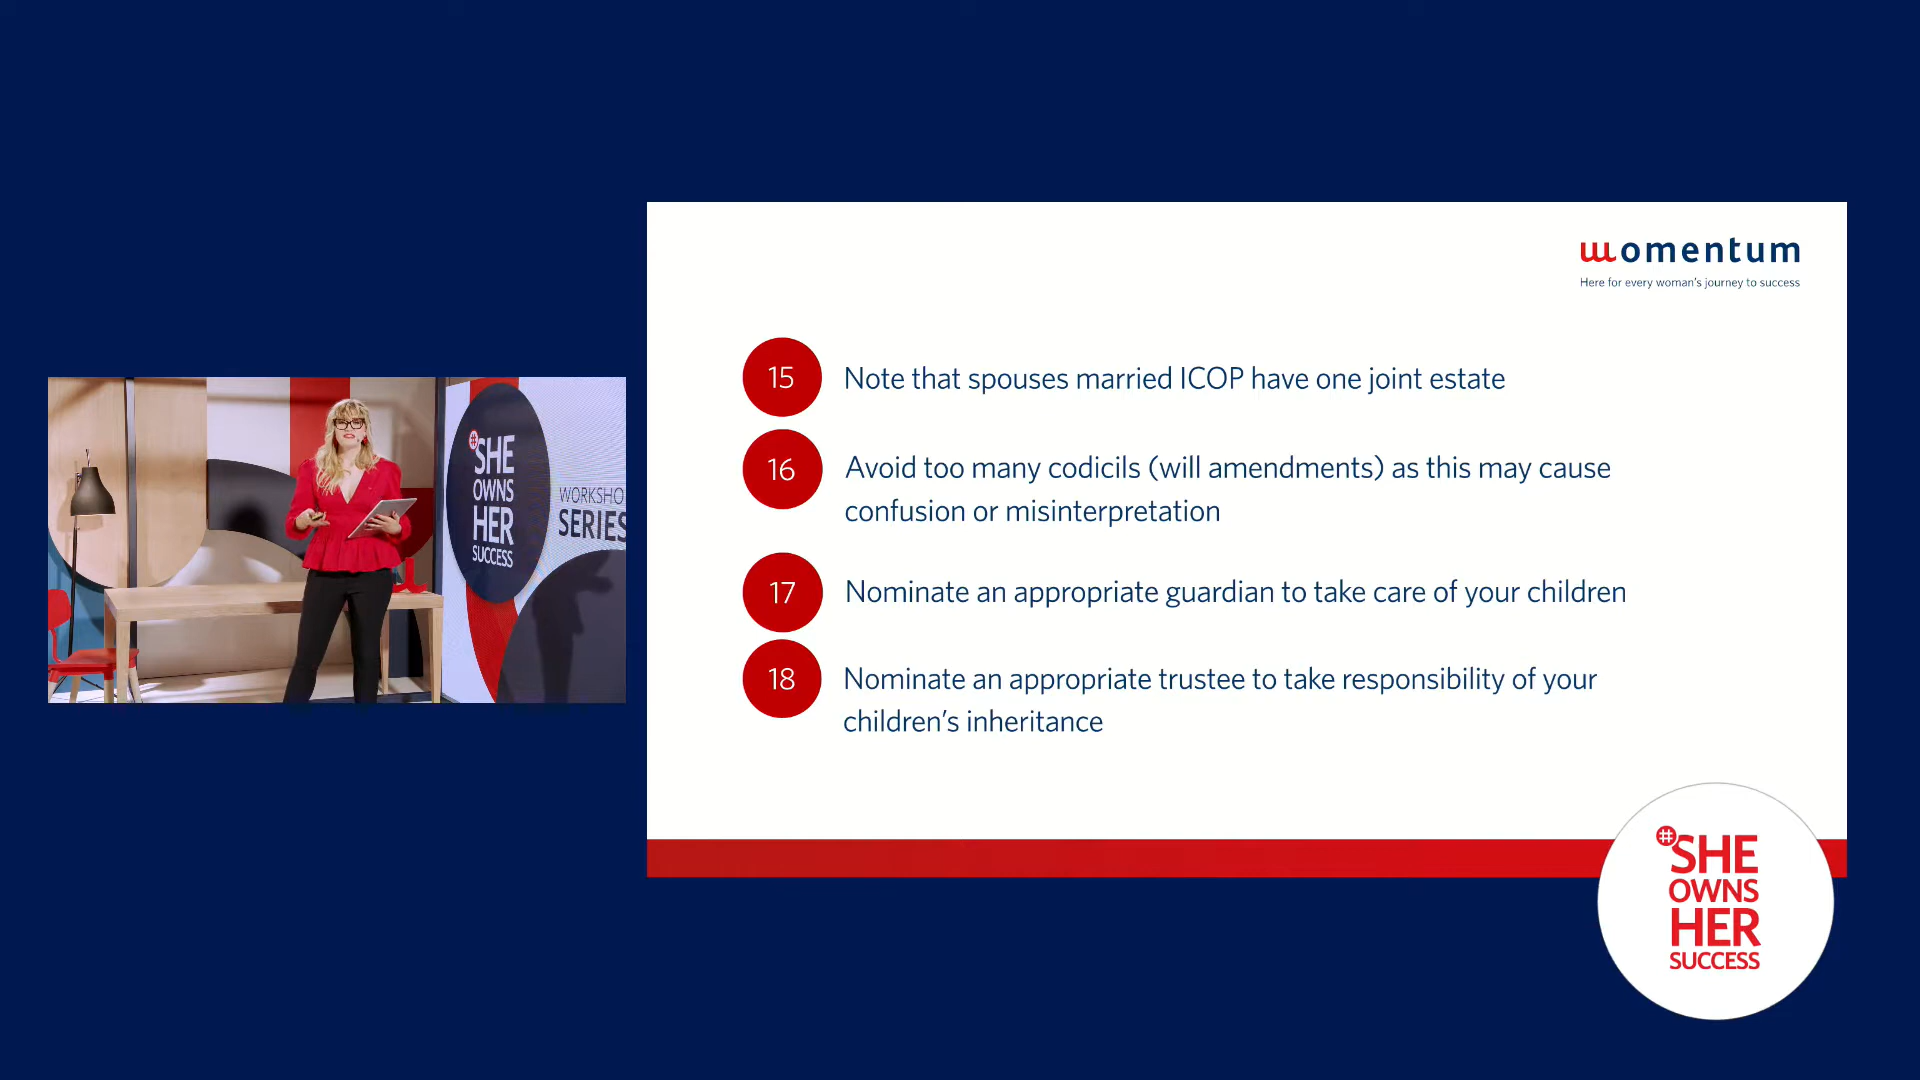 #SHE
OWNS
HER
SUCCESS
WORKSHO
SERIES
womentum
Here for every woman's journey to success
15 Note that spouses married ICOP have one joint estate
16 Avoid too many codicils (will amendments) as this may cause
confusion or misinterpretation
17 Nominate an appropriate guardian to take care of your children
18 Nominate an appropriate trustee to take responsibility of your
children’s inheritance
#SHE
OWNS
HER
SUCCESS